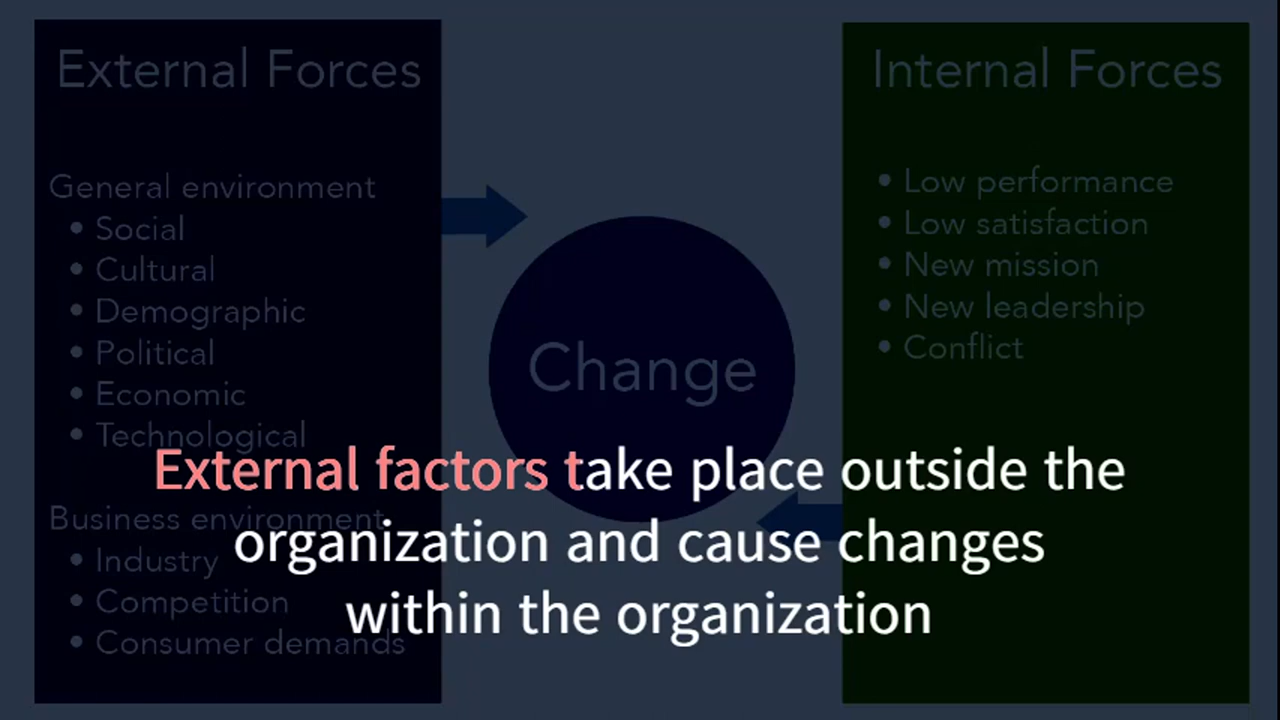 External Forces
General environment
• Social
• Cultural
• Demographic
• Political
• Economic
• Technological
Business environment
• Industry
• Competition
• Consumer demands
Change
Internal Forces
• Low performance
• Low satisfaction
• New mission
• New leadership
• Conflict
External factors take place outside the
organization and cause changes
within the organization